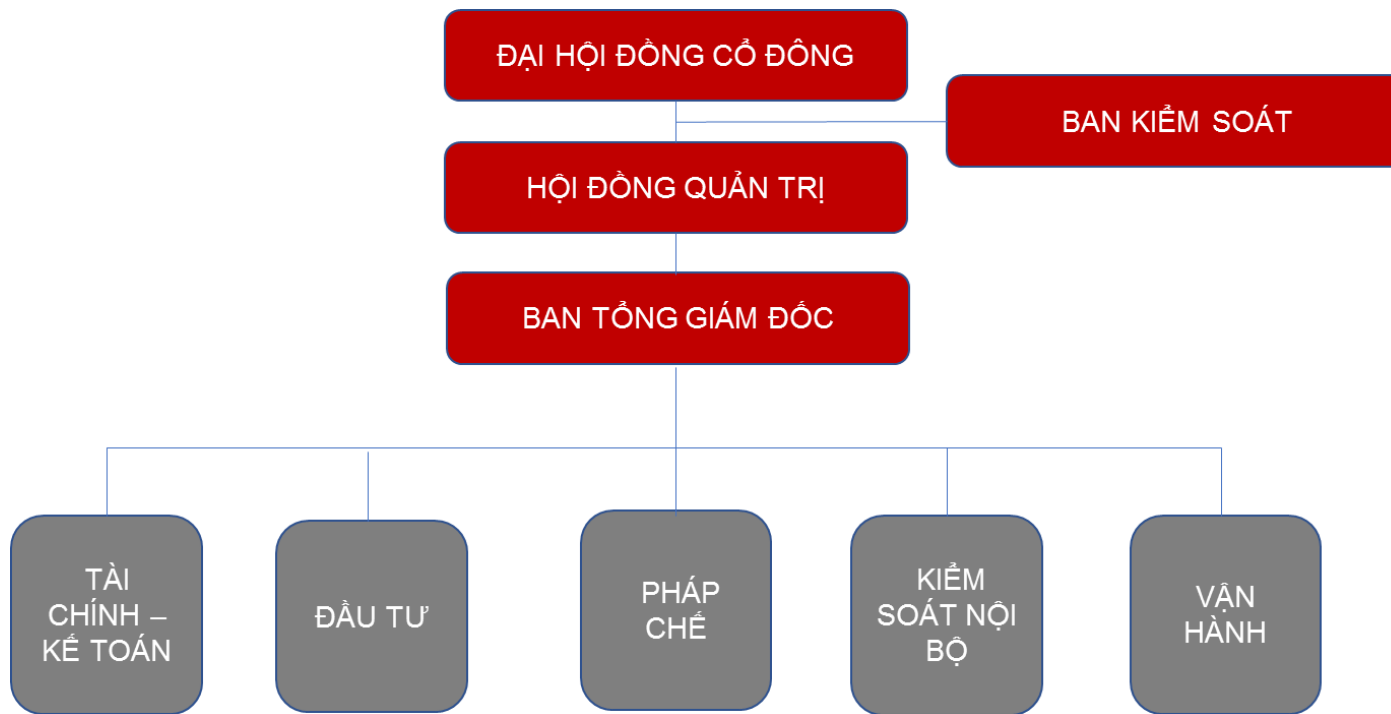 ĐẠI HỘI ĐỒNG CỔ ĐÔNG
BAN KIỂM SOÁT
HỘI ĐỒNG QUẢN TRỊ
BAN TỔNG GIÁM ĐỐC
TÀI
CHÍNH –
KẾ TOÁN
ĐẦU TƯ
PHÁP
CHẾ
KIỂM
SOÁT NỘI
BỘ
VẬN
HÀNH